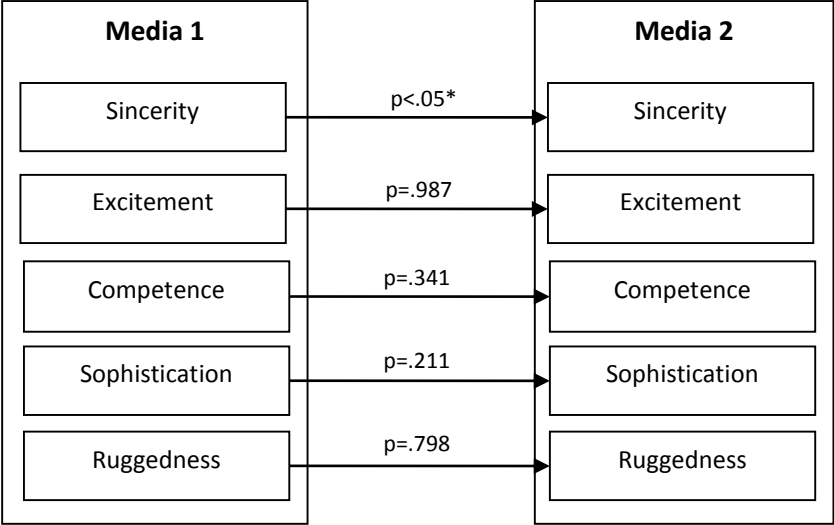 Media 1
Media 2
Sincerity
p<.05*
Sincerity
Excitement
p=.987
Excitement
Competence
p=.341
Competence
Sophistication
p=.211
Sophistication
Ruggedness
p=.798
Ruggedness